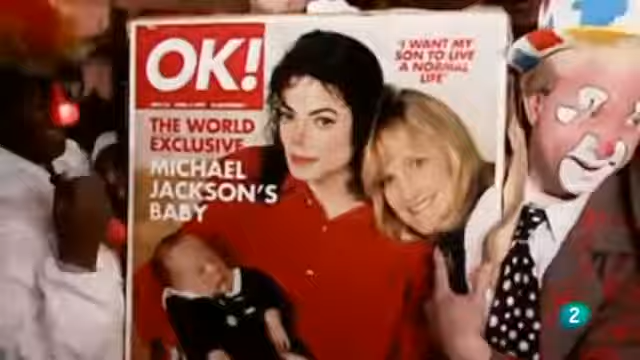 OK!
'I WANT MY
SON TO LIVE
A NORMAL
LIFE'
THE WORLD
EXCLUSIVE
MICHAEL
JACKSON'S
BABY
2